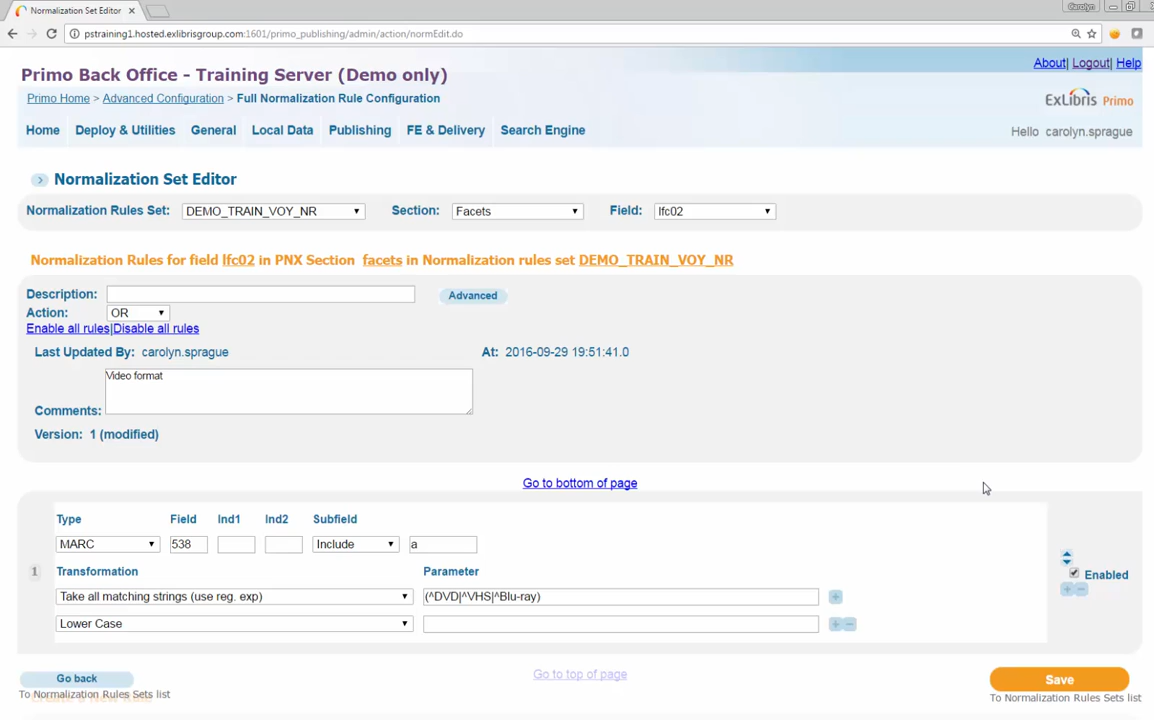 Normalization Set Editor
Carolyn
pstraining1.hosted.exlibrisgroup.com:1601/primo_publishing/admin/action/normEdit.do
About| Logout| Help
Primo Back Office - Training Server (Demo only)
Primo Home > Advanced Configuration > Full Normalization Rule Configuration
ExLibris Primo
Home Deploy & Utilities General Local Data Publishing FE & Delivery Search Engine
Hello carolyn.sprague
Normalization Set Editor
Normalization Rules Set: DEMO_TRAIN_VOY_NR Section: Facets Field: lfc02
Normalization Rules for field lfc02 in PNX Section facets in Normalization rules set DEMO_TRAIN_VOY_NR
Description: Advanced
Action: OR
Enable all rules|Disable all rules
Last Updated By: carolyn.sprague At: 2016-09-29 19:51:41.0
Video format
Comments:
Version: 1 (modified)
Go to bottom of page
Type Field Ind1 Ind2 Subfield
MARC 538 Include a
1 Transformation Parameter
Enabled
Take all matching strings (use reg. exp) (^DVD|^VHS|^Blu-ray)
Lower Case
Go back Go to top of page Save
To Normalization Rules Sets list To Normalization Rules Sets list
Create a New Rule